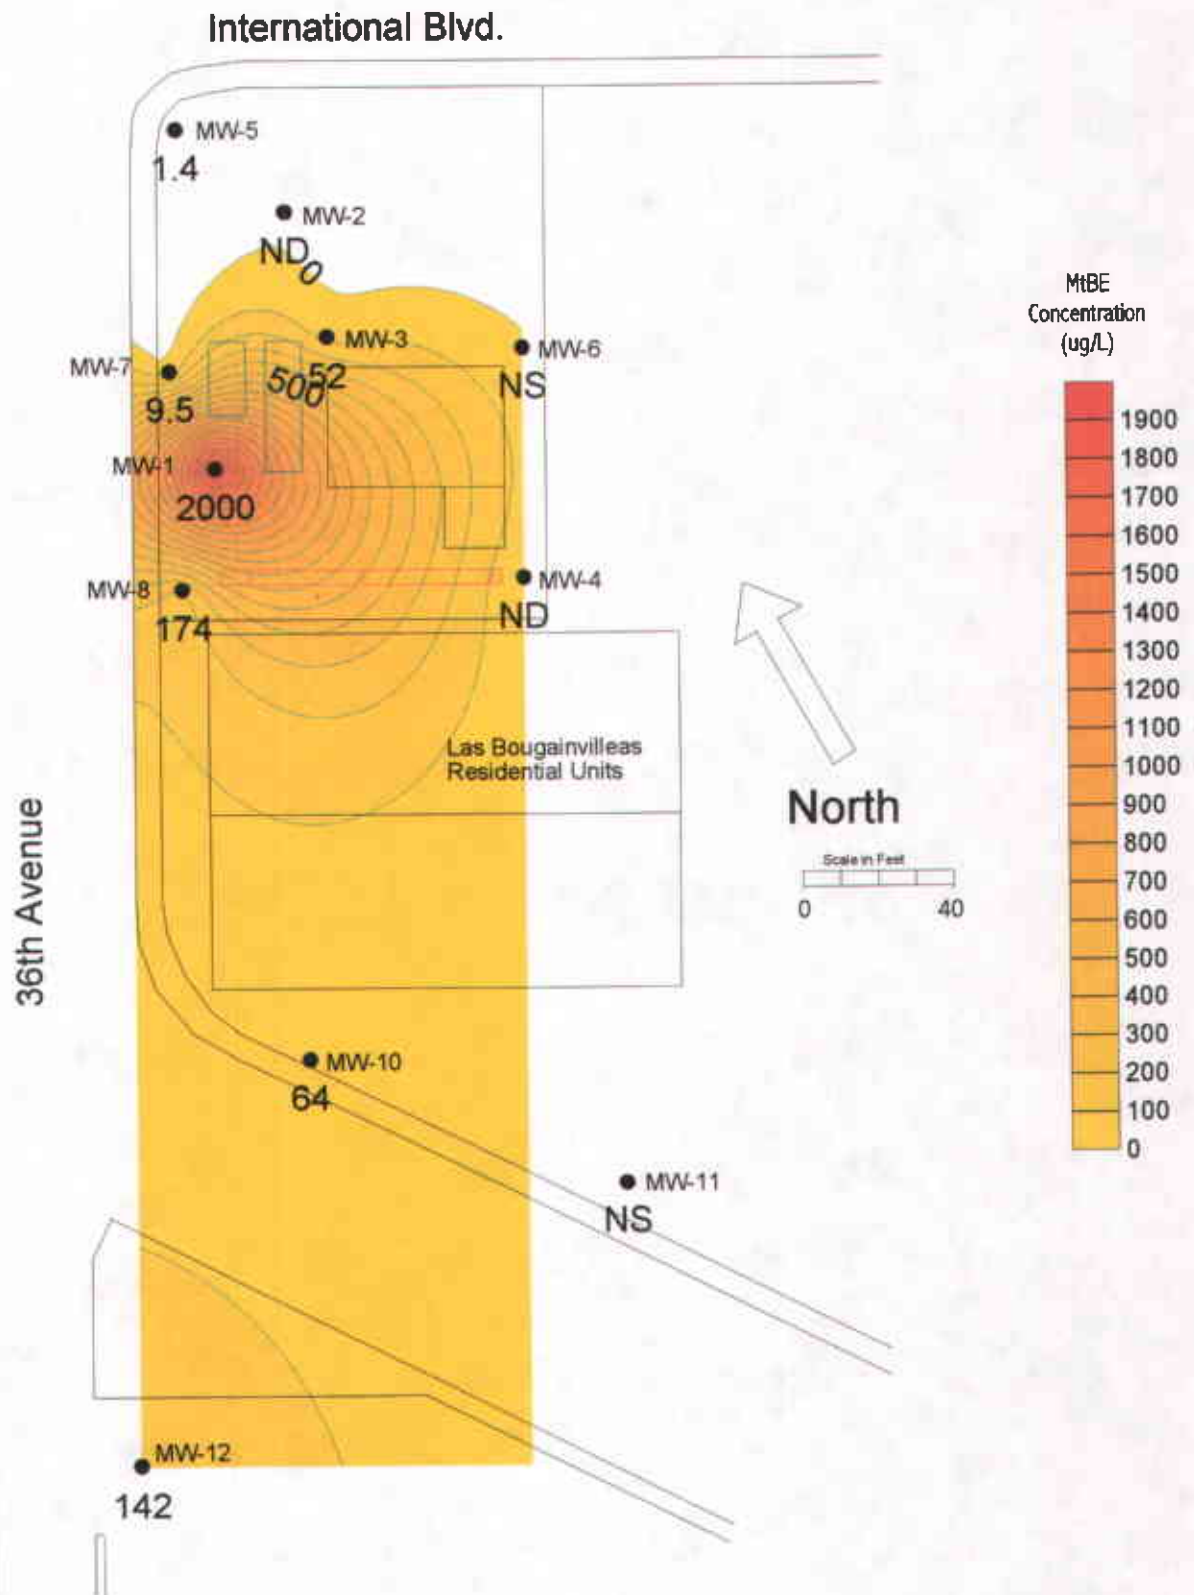 International Blvd.
MW-5
1.4
MW-2
ND
0
MW-3
52
500
MW-6
NS
MW-7
9.5
MW-1
2000
MW-8
174
MW-4
ND
Las Bougainvilleas
Residential Units
36th Avenue
North
Scale in Feet
0
40
MW-10
64
MW-11
NS
MW-12
142
MtBE
Concentration
(ug/L)
1900
1800
1700
1600
1500
1400
1300
1200
1100
1000
900
800
700
600
500
400
300
200
100
0